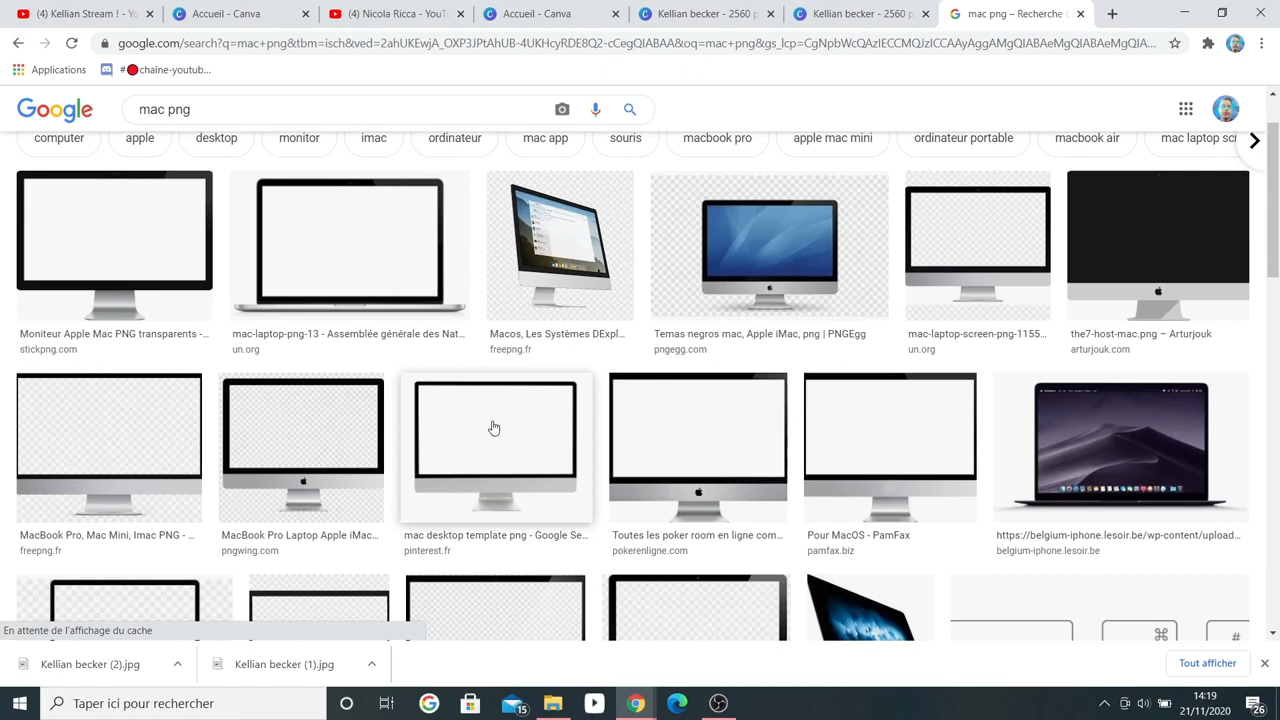 (4) Kellian Stream ! - Y
Accueil - Canva
(4) Nicola Ricca - YouTu
Accueil - Canva
Kellian becker - 2560 p
Kellian becker - 2560 p
mac png – Recherche G
google.com/search?q=mac+png&tbm=isch&ved=2ahUKEwjA_OXP3JPtAhUB-4UKHcyRDE8Q2-cCegQIABAA&oq=mac+png&gs_lcp=CgNpbWcQAzIECCMQJzICCAAyAggAMgQIABBDMgQIABBDMgQIABBDMgIIA...
Applications
#🔴chaîne-youtub...
Google
mac png
computer
apple
desktop
monitor
imac
ordinateur
mac app
souris
macbook pro
apple mac mini
ordinateur portable
macbook air
mac laptop scr
Moniteur Apple Mac PNG transparents -...
stickpng.com
mac-laptop-png-13 - Assemblée générale des Nat...
un.org
Macos, Les Systèmes DExpl...
freepng.fr
Temas negros mac, Apple iMac, png | PNGEgg
pngegg.com
mac-laptop-screen-png-1155...
un.org
the7-host-mac.png – Arturjouk
arturjouk.com
MacBook Pro, Mac Mini, Imac PNG - ...
freepng.fr
MacBook Pro Laptop Apple iMac...
pngwing.com
mac desktop template png - Google Se...
pinterest.fr
Toutes les poker room en ligne com...
pokerenligne.com
Pour MacOS - PamFax
pamfax.biz
https://belgium-iphone.lesoir.be/wp-content/upload...
belgium-iphone.lesoir.be
⌘
#
En attente de l'affichage du cache
Kellian becker (2).jpg
Kellian becker (1).jpg
Tout afficher
Taper ici pour rechercher
15
14:19
21/11/2020
26